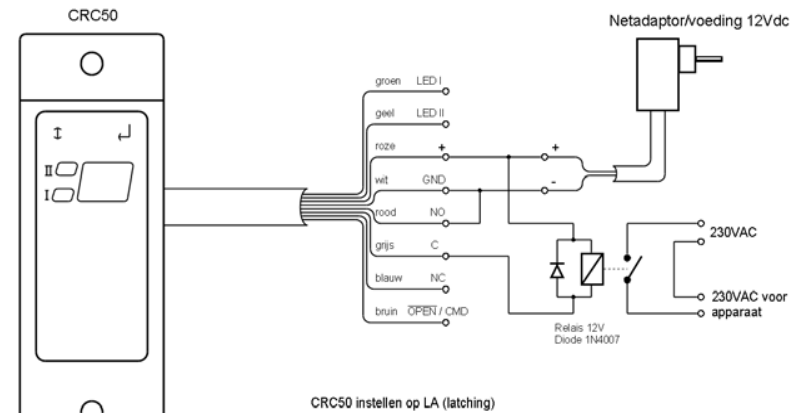 CRC50
Netadaptor/voeding 12Vdc
groen LED I
geel LED II
roze +
+
wit GND
-
rood NO
grijs C
blauw NC
bruin OPEN / CMD
II
I
230VAC
230VAC voor
apparaat
Relais 12V
Diode 1N4007
CRC50 instellen op LA (latching)